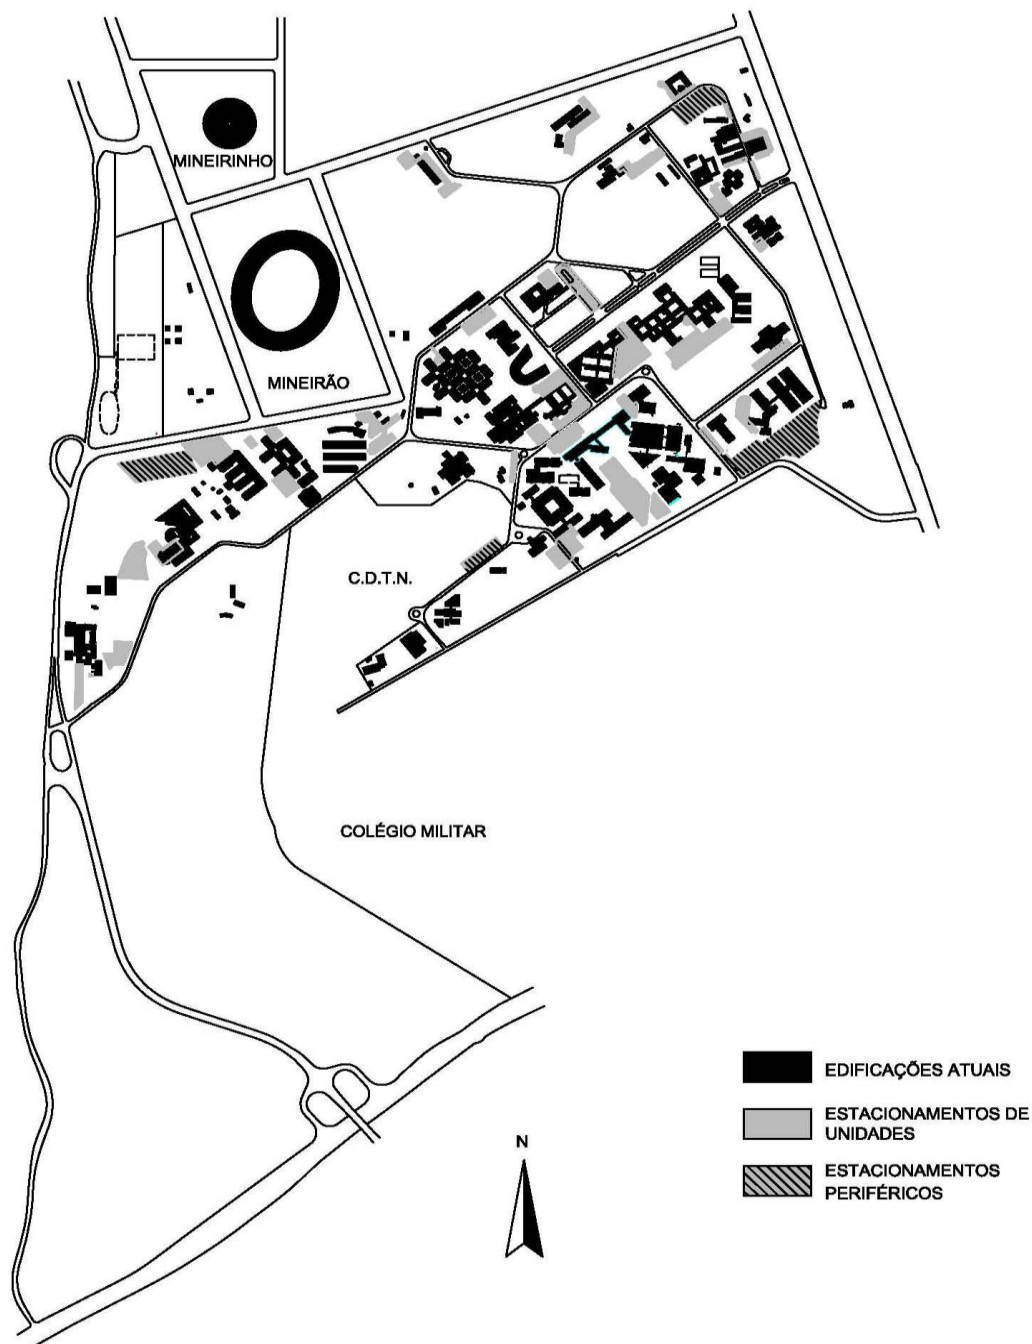 MINEIRINHO
MINEIRÃO
C.D.T.N.
COLÉGIO MILITAR
EDIFICAÇÕES ATUAIS
ESTACIONAMENTOS DE
UNIDADES
N
ESTACIONAMENTOS
PERIFÉRICOS